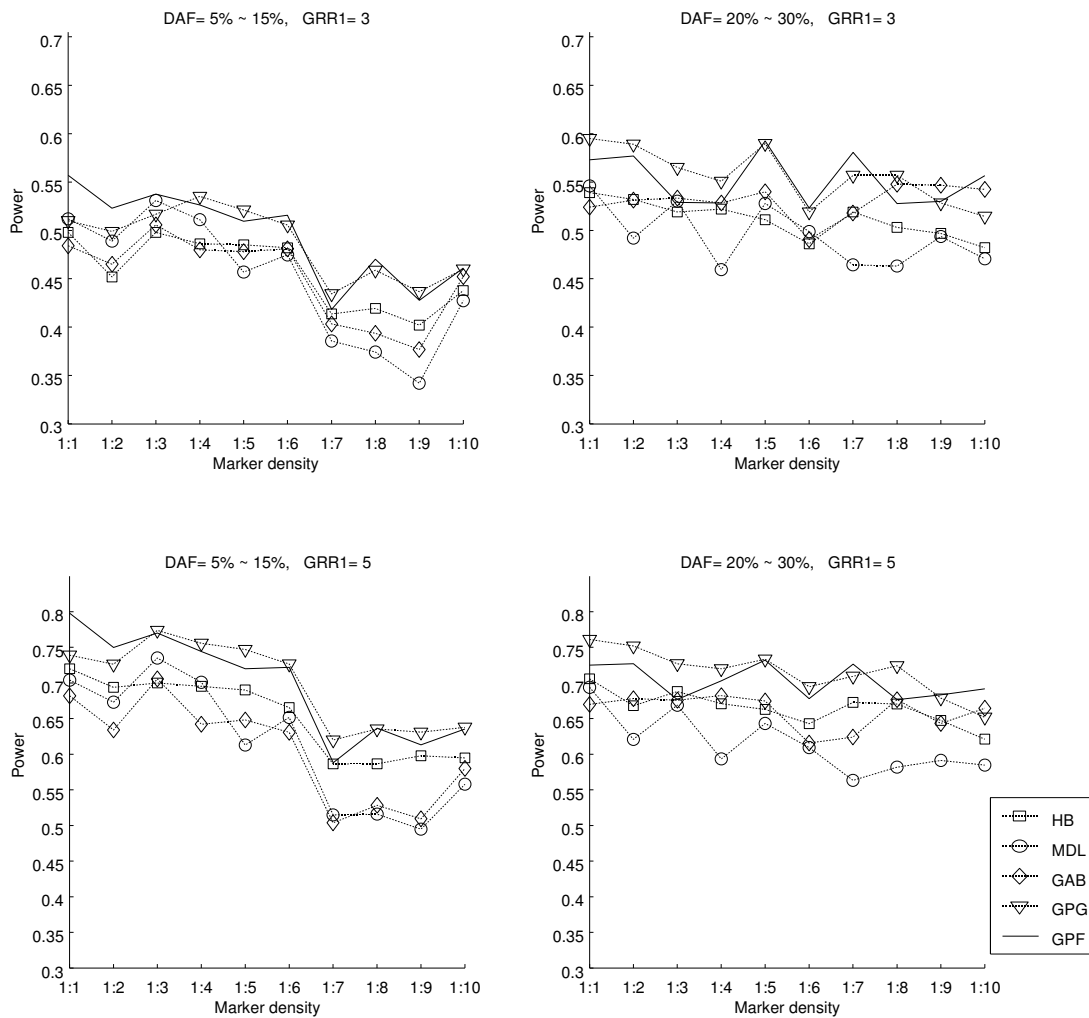 DAF= 5% ~ 15%, GRR1= 3
0.7
0.65
0.6
0.55
0.5
0.45
0.4
0.35
0.3
Power
1:1 1:2 1:3 1:4 1:5 1:6 1:7 1:8 1:9 1:10
Marker density
DAF= 20% ~ 30%, GRR1= 3
0.7
0.65
0.6
0.55
0.5
0.45
0.4
0.35
0.3
Power
1:1 1:2 1:3 1:4 1:5 1:6 1:7 1:8 1:9 1:10
Marker density
DAF= 5% ~ 15%, GRR1= 5
0.8
0.75
0.7
0.65
0.6
0.55
0.5
0.45
0.4
0.35
0.3
Power
1:1 1:2 1:3 1:4 1:5 1:6 1:7 1:8 1:9 1:10
Marker density
DAF= 20% ~ 30%, GRR1= 5
0.8
0.75
0.7
0.65
0.6
0.55
0.5
0.45
0.4
0.35
0.3
Power
1:1 1:2 1:3 1:4 1:5 1:6 1:7 1:8 1:9 1:10
Marker density
HB
MDL
GAB
GPG
GPF